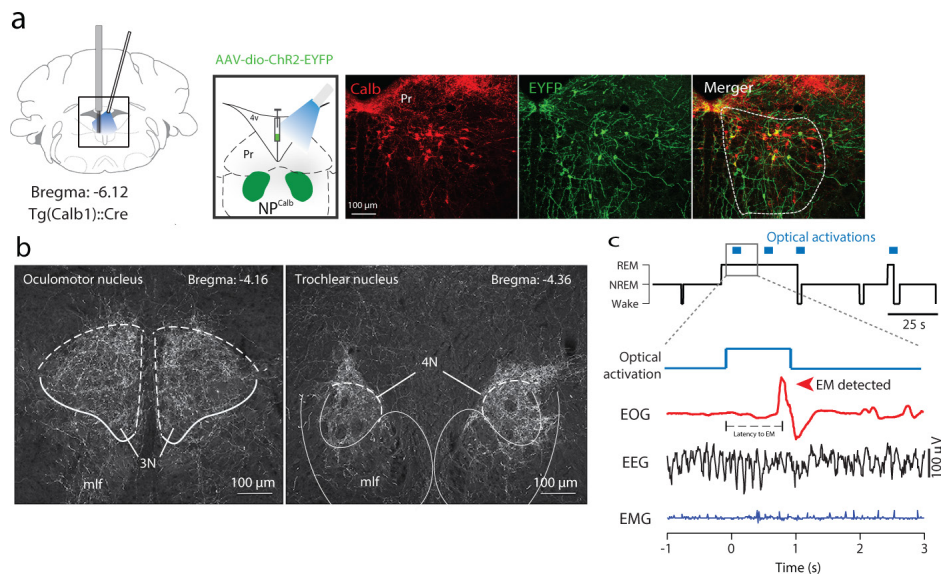 a
AAV-dio-ChR2-EYFP
4v
Pr
NP^Calb
Bregma: -6.12
Tg(Calb1)::Cre
Calb
Pr
100 µm
EYFP
Merger
b
Oculomotor nucleus
Bregma: -4.16
3N
mlf
100 µm
Trochlear nucleus
Bregma: -4.36
4N
mlf
100 µm
c
Optical activations
REM
NREM
Wake
25 s
Optical
activation
EM detected
EOG
Latency to EM
EEG
100 µV
EMG
-1 0 1 2 3
Time (s)